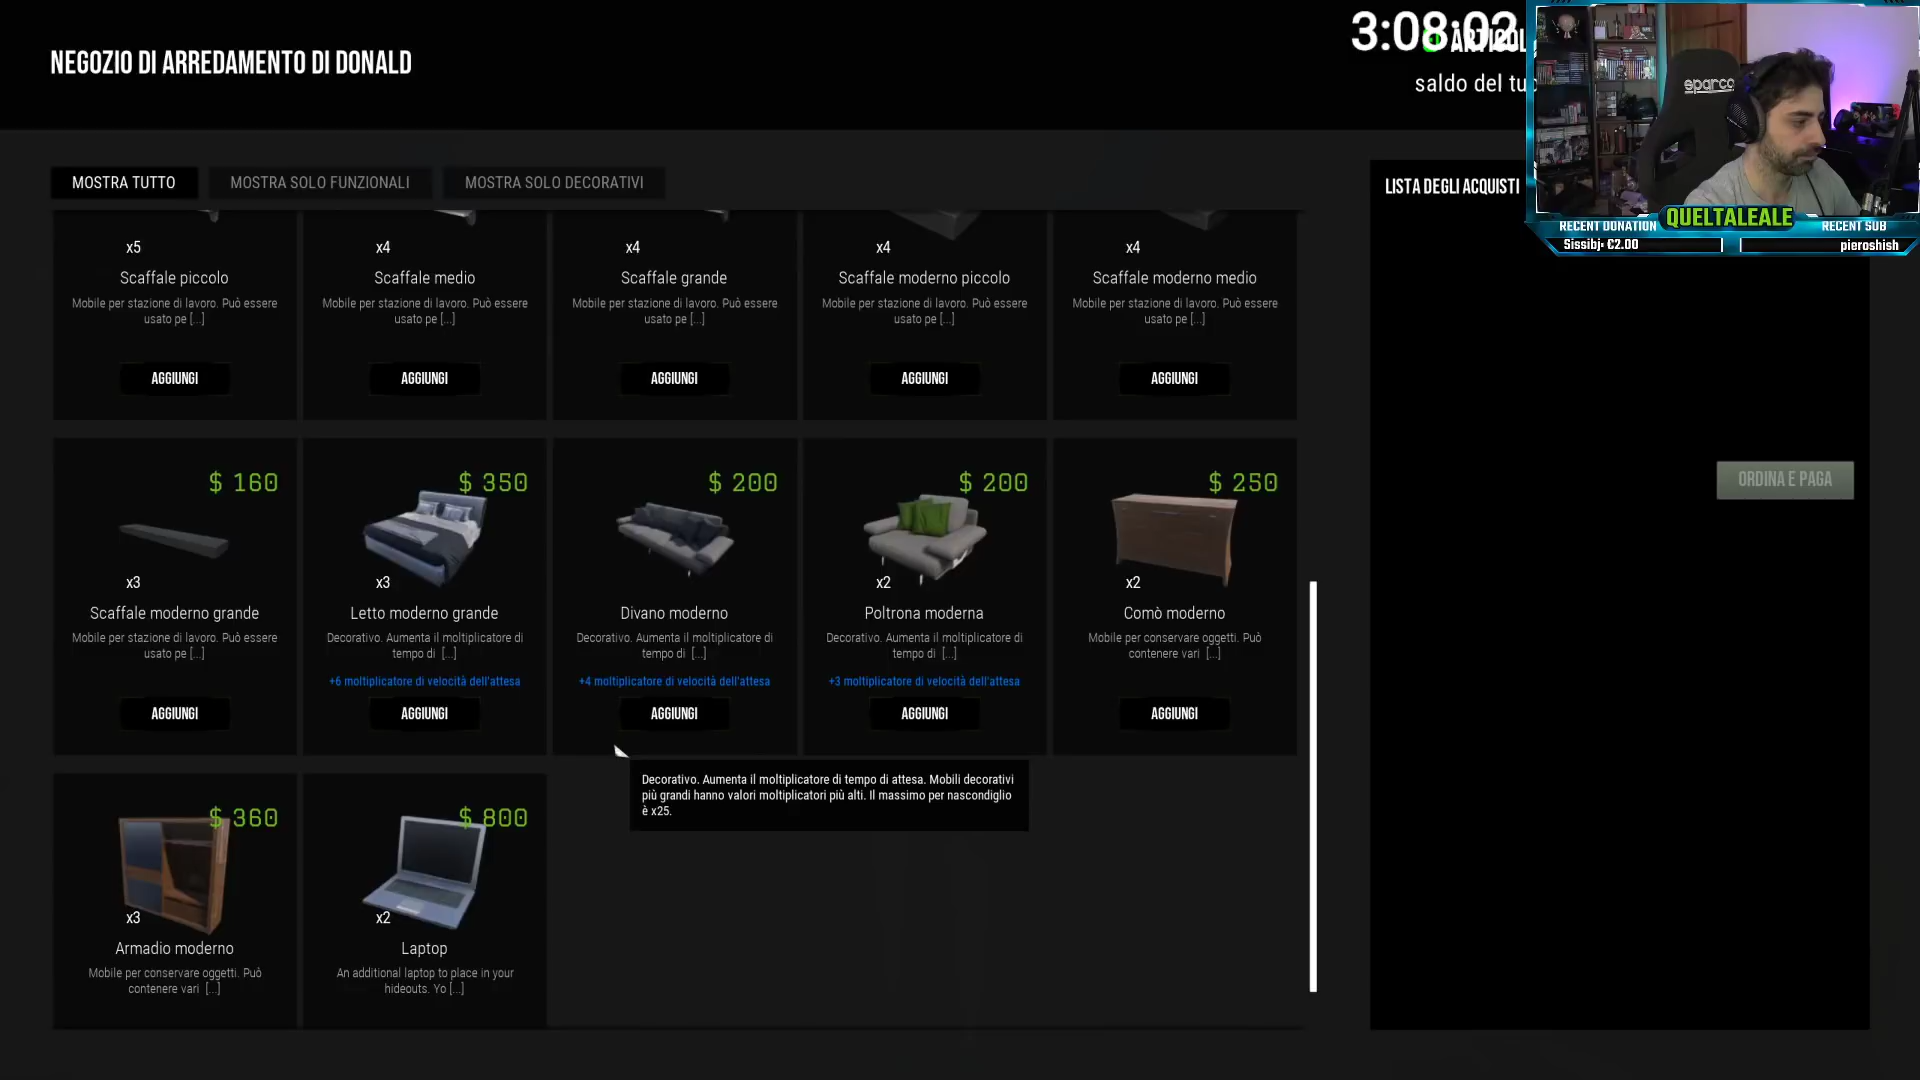 NEGOZIO DI ARREDAMENTO DI DONALD
3:08:02
saldo del tu
sparco
QUELTALEALE
RECENT DONATION
RECENT SUB
Sissibj: €2.00
pieroshish
MOSTRA TUTTO
MOSTRA SOLO FUNZIONALI
MOSTRA SOLO DECORATIVI
LISTA DEGLI ACQUISTI
x5
x4
x4
x4
x4
Scaffale piccolo
Scaffale medio
Scaffale grande
Scaffale moderno piccolo
Scaffale moderno medio
Mobile per stazione di lavoro. Può essere
usato pe [...]
Mobile per stazione di lavoro. Può essere
usato pe [...]
Mobile per stazione di lavoro. Può essere
usato pe [...]
Mobile per stazione di lavoro. Può essere
usato pe [...]
Mobile per stazione di lavoro. Può essere
usato pe [...]
AGGIUNGI
AGGIUNGI
AGGIUNGI
AGGIUNGI
AGGIUNGI
$ 160
$ 350
$ 200
$ 200
$ 250
ORDINA E PAGA
x3
x3
x2
x2
Scaffale moderno grande
Letto moderno grande
Divano moderno
Poltrona moderna
Comò moderno
Mobile per stazione di lavoro. Può essere
usato pe [...]
Decorativo. Aumenta il moltiplicatore di
tempo di [...]
Decorativo. Aumenta il moltiplicatore di
tempo di [...]
Decorativo. Aumenta il moltiplicatore di
tempo di [...]
Mobile per conservare oggetti. Può
contenere vari [...]
+6 moltiplicatore di velocità dell'attesa
+4 moltiplicatore di velocità dell'attesa
+3 moltiplicatore di velocità dell'attesa
AGGIUNGI
AGGIUNGI
AGGIUNGI
AGGIUNGI
AGGIUNGI
Decorativo. Aumenta il moltiplicatore di tempo di attesa. Mobili decorativi
più grandi hanno valori moltiplicatori più alti. Il massimo per nascondiglio
è x25.
$ 360
$ 800
x3
x2
Armadio moderno
Laptop
Mobile per conservare oggetti. Può
contenere vari [...]
An additional laptop to place in your
hideouts. Yo [...]